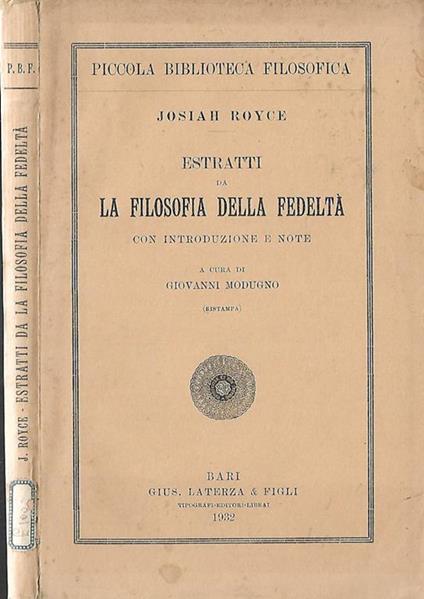 P. B. F.
J. ROYCE - ESTRATTI DA LA FILOSOFIA DELLA FEDELTÀ
PICCOLA BIBLIOTECA FILOSOFICA
JOSIAH ROYCE
ESTRATTI
DA
LA FILOSOFIA DELLA FEDELTÀ
CON INTRODUZIONE E NOTE
A CURA DI
GIOVANNI MODUGNO
(RISTAMPA)
BARI
GIUS. LATERZA & FIGLI
TIPOGRAFI-EDITORI-LIBRAI
1932